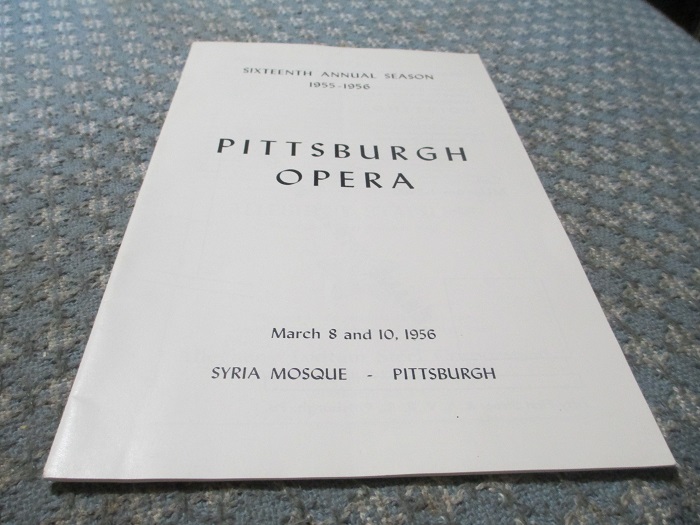 SIXTEENTH ANNUAL SEASON
1955-1956
PITTSBURGH
OPERA
March 8 and 10, 1956
SYRIA MOSQUE - PITTSBURGH